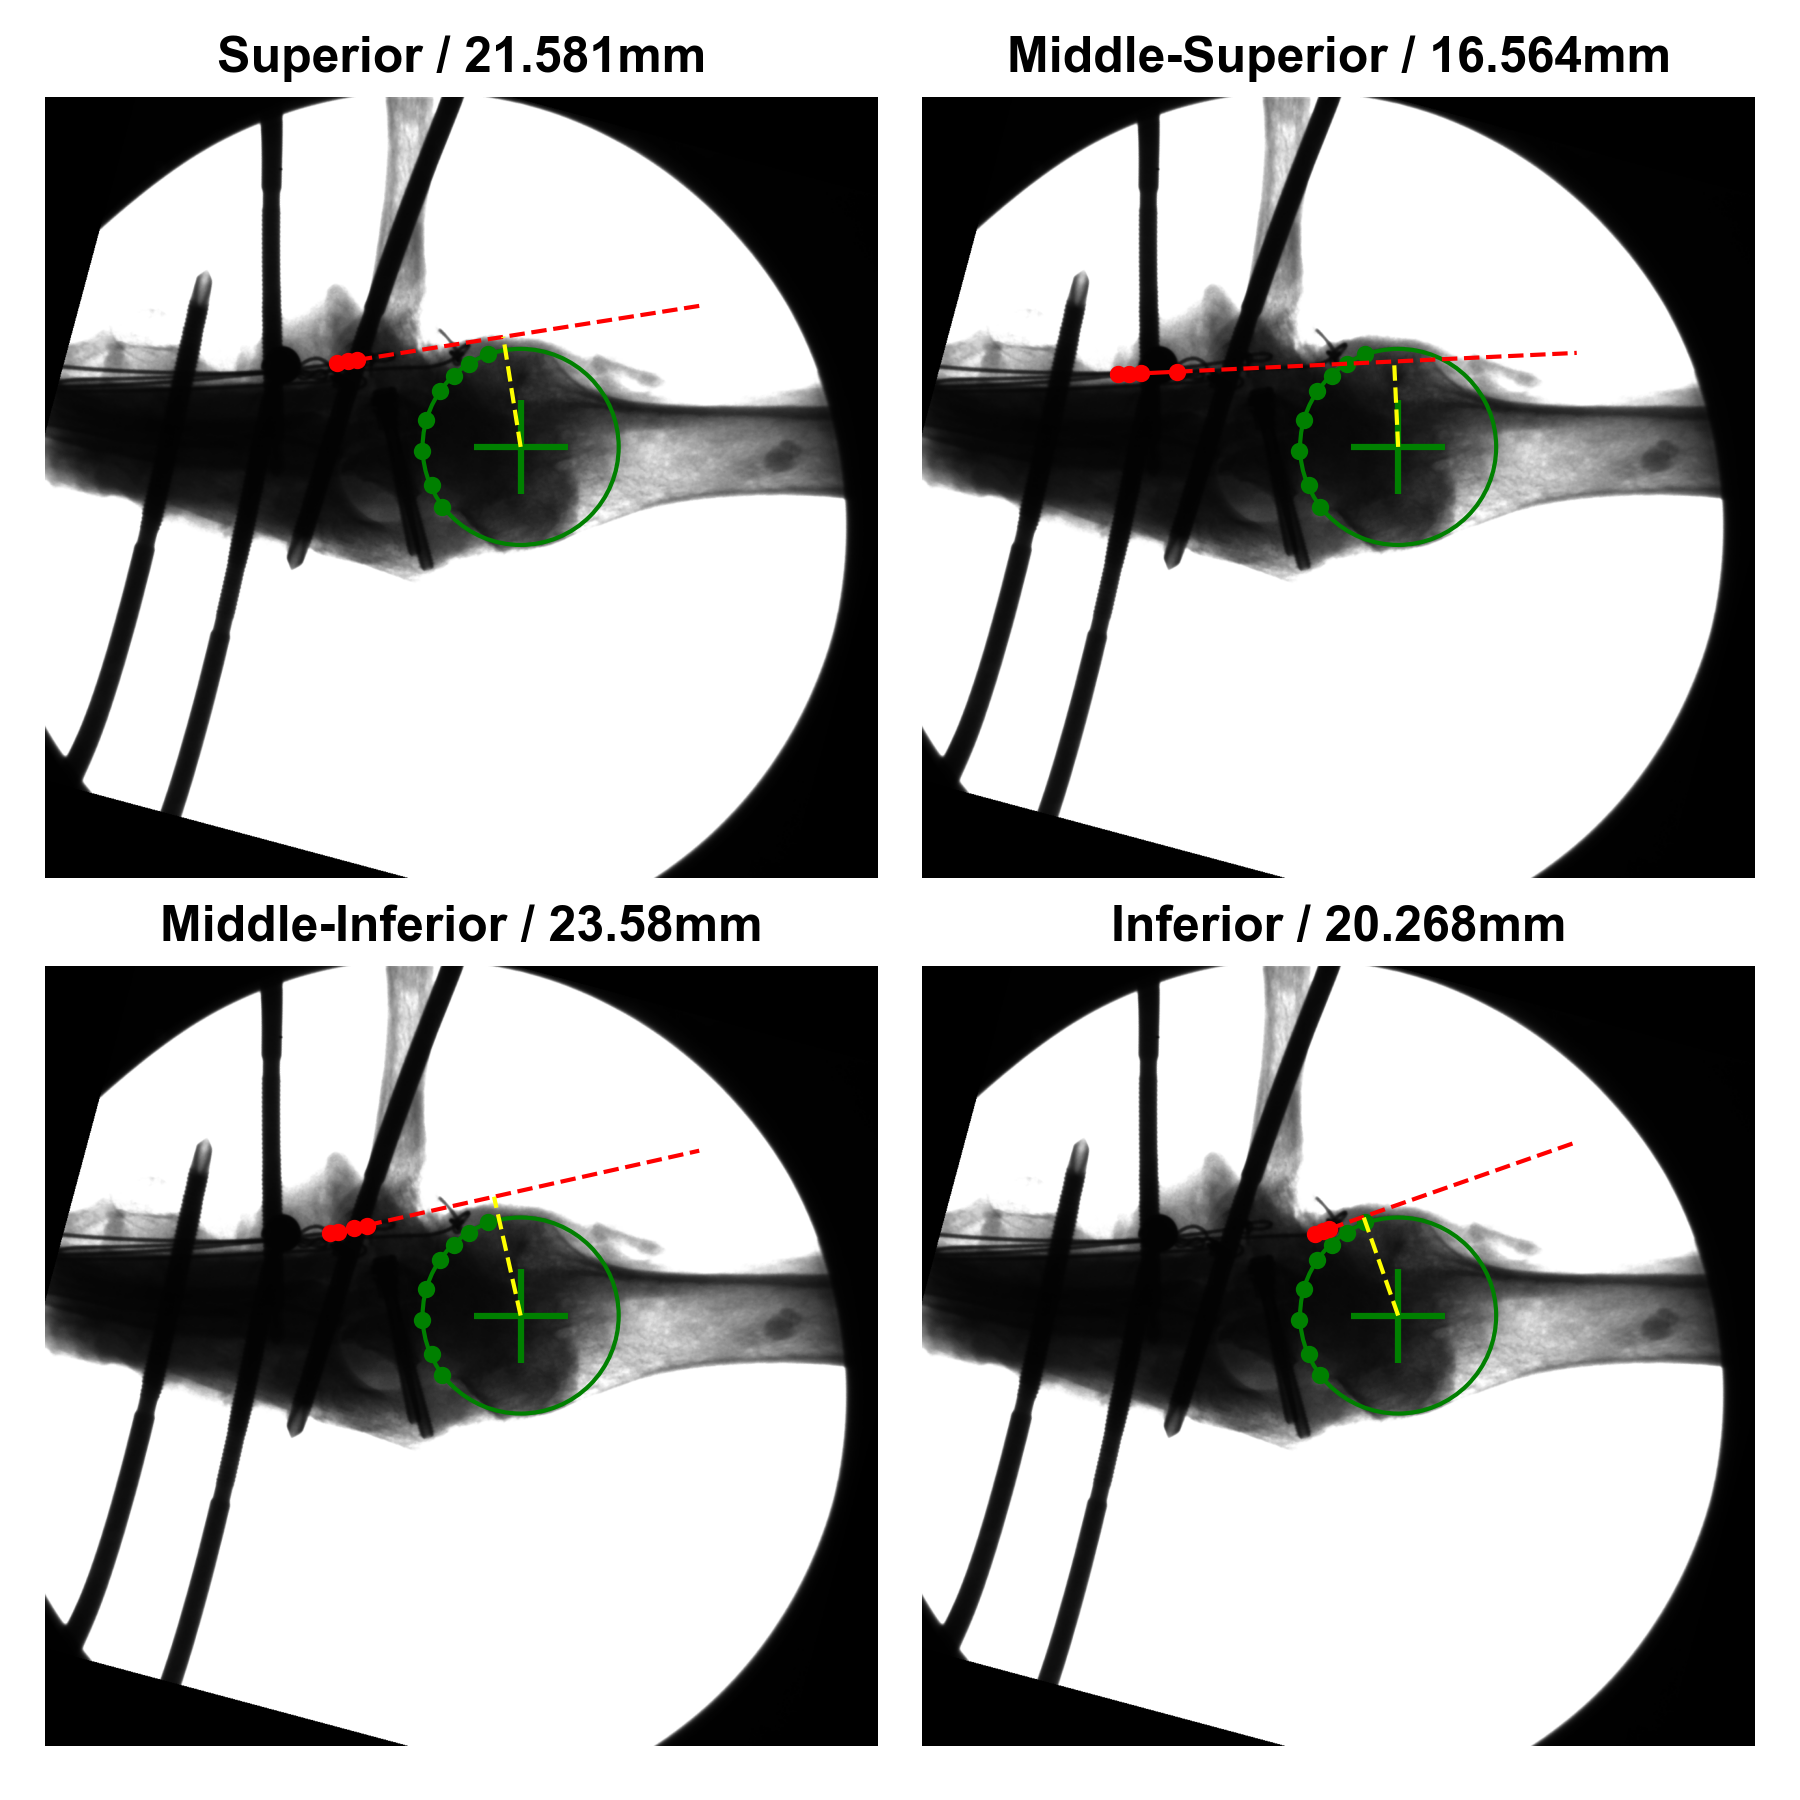 Superior / 21.581mm
Middle-Superior / 16.564mm
Middle-Inferior / 23.58mm
Inferior / 20.268mm